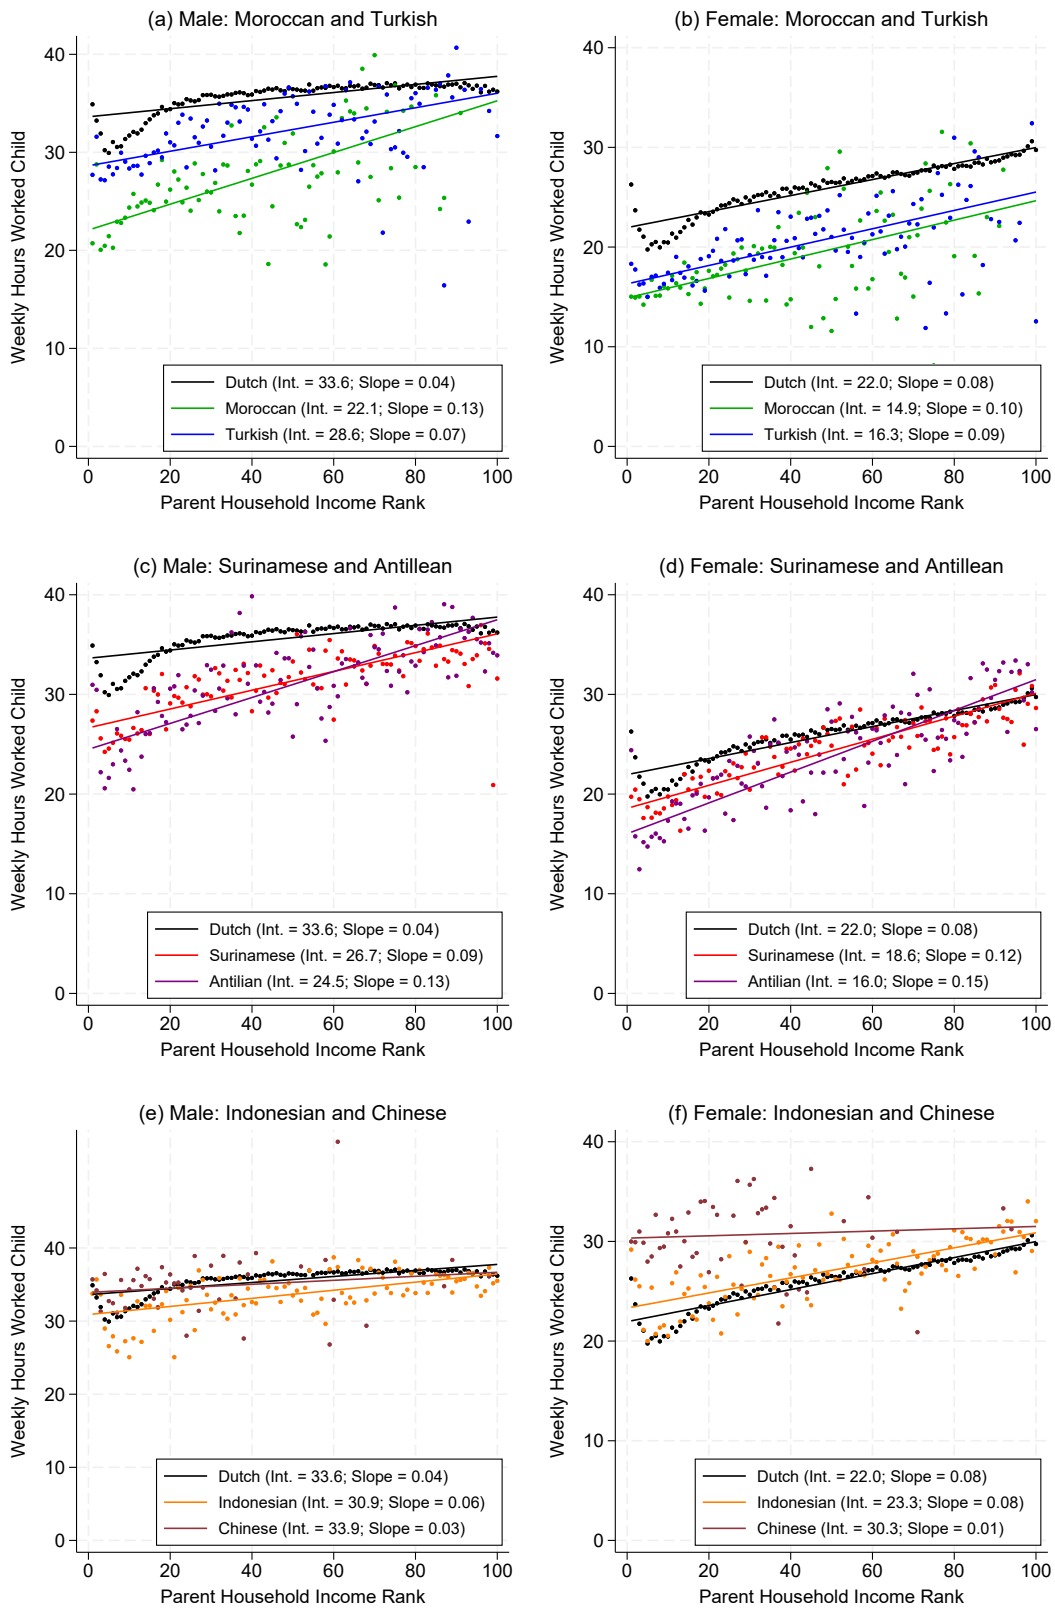 (a) Male: Moroccan and Turkish
Weekly Hours Worked Child
40
30
20
10
0
Dutch (Int. = 33.6; Slope = 0.04)
Moroccan (Int. = 22.1; Slope = 0.13)
Turkish (Int. = 28.6; Slope = 0.07)
0 20 40 60 80 100
Parent Household Income Rank
(b) Female: Moroccan and Turkish
Weekly Hours Worked Child
40
30
20
10
0
Dutch (Int. = 22.0; Slope = 0.08)
Moroccan (Int. = 14.9; Slope = 0.10)
Turkish (Int. = 16.3; Slope = 0.09)
0 20 40 60 80 100
Parent Household Income Rank
(c) Male: Surinamese and Antillean
Weekly Hours Worked Child
40
30
20
10
0
Dutch (Int. = 33.6; Slope = 0.04)
Surinamese (Int. = 26.7; Slope = 0.09)
Antilian (Int. = 24.5; Slope = 0.13)
0 20 40 60 80 100
Parent Household Income Rank
(d) Female: Surinamese and Antillean
Weekly Hours Worked Child
40
30
20
10
0
Dutch (Int. = 22.0; Slope = 0.08)
Surinamese (Int. = 18.6; Slope = 0.12)
Antilian (Int. = 16.0; Slope = 0.15)
0 20 40 60 80 100
Parent Household Income Rank
(e) Male: Indonesian and Chinese
Weekly Hours Worked Child
40
30
20
10
0
Dutch (Int. = 33.6; Slope = 0.04)
Indonesian (Int. = 30.9; Slope = 0.06)
Chinese (Int. = 33.9; Slope = 0.03)
0 20 40 60 80 100
Parent Household Income Rank
(f) Female: Indonesian and Chinese
Weekly Hours Worked Child
40
30
20
10
0
Dutch (Int. = 22.0; Slope = 0.08)
Indonesian (Int. = 23.3; Slope = 0.08)
Chinese (Int. = 30.3; Slope = 0.01)
0 20 40 60 80 100
Parent Household Income Rank